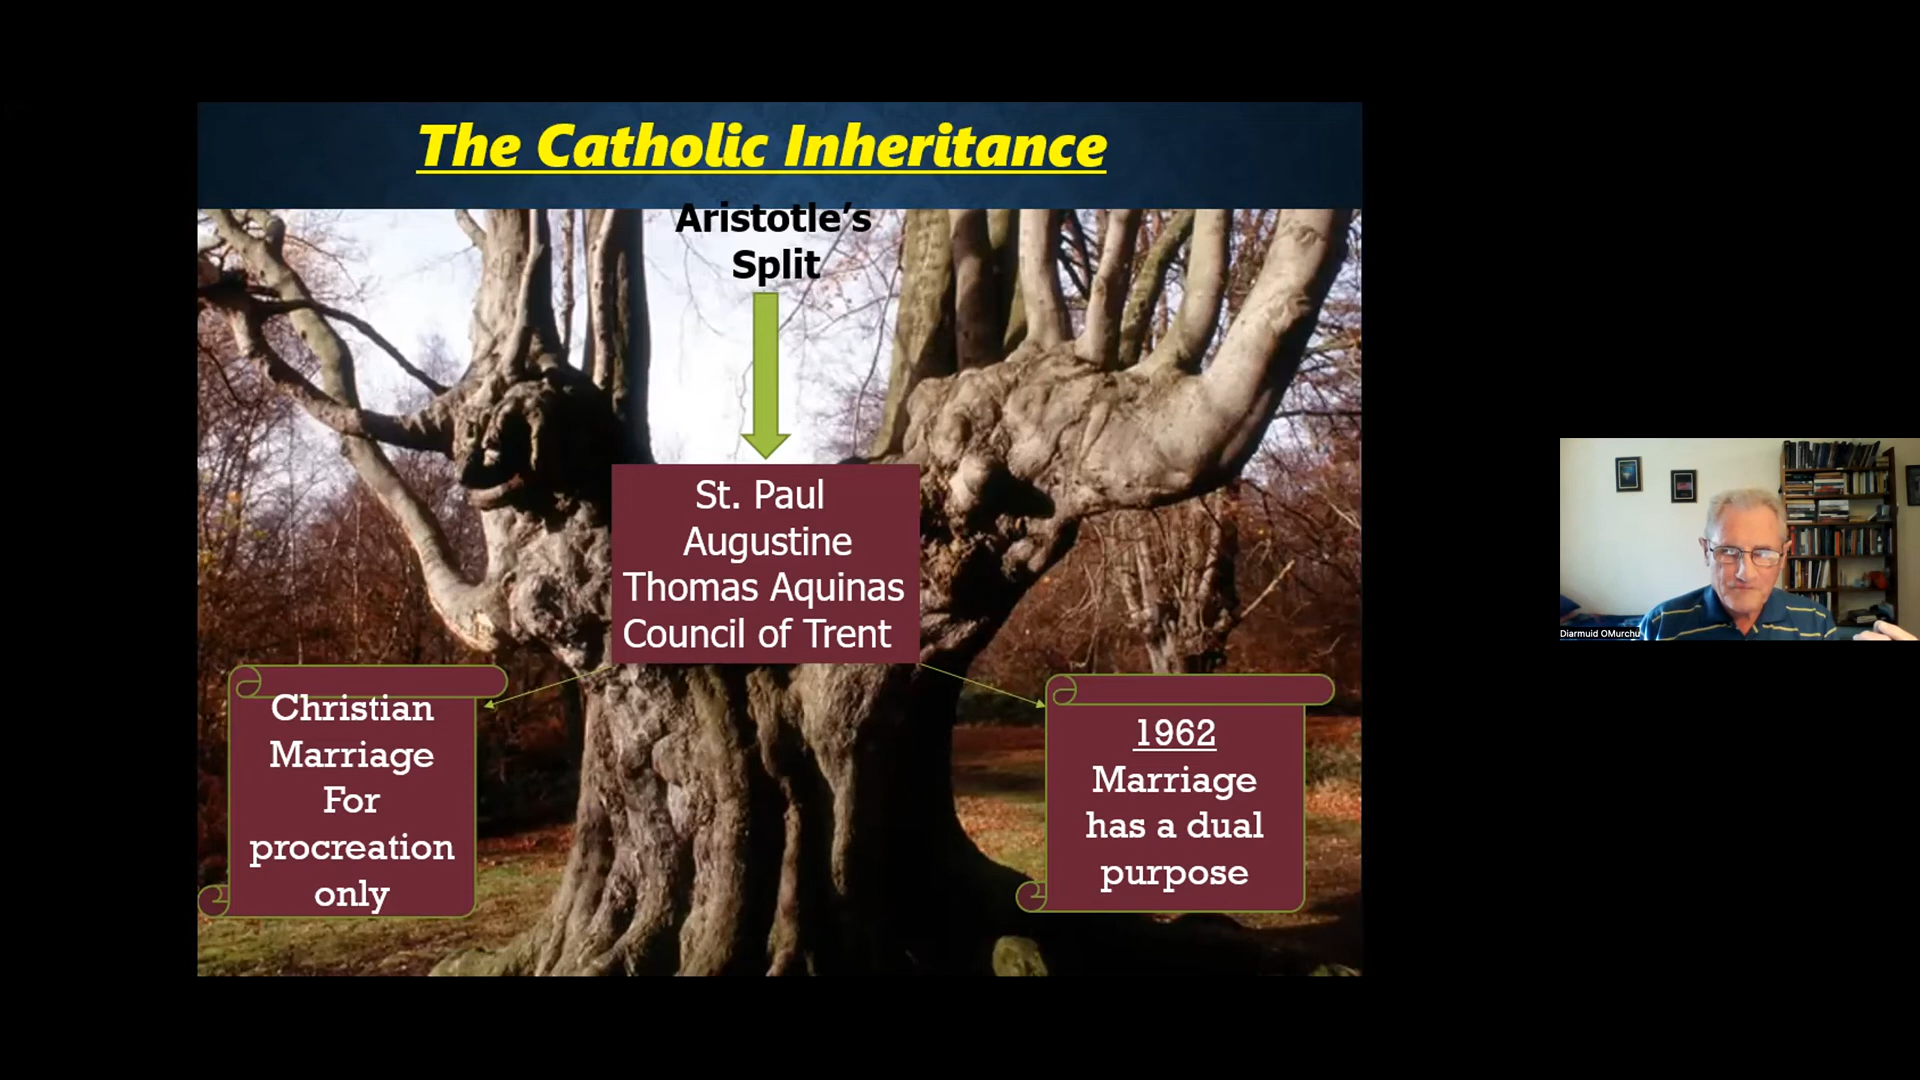 The Catholic Inheritance
Aristotle’s
Split
St. Paul
Augustine
Thomas Aquinas
Council of Trent
Christian
Marriage
For
procreation
only
1962
Marriage
has a dual
purpose
Diarmuid OMurchu